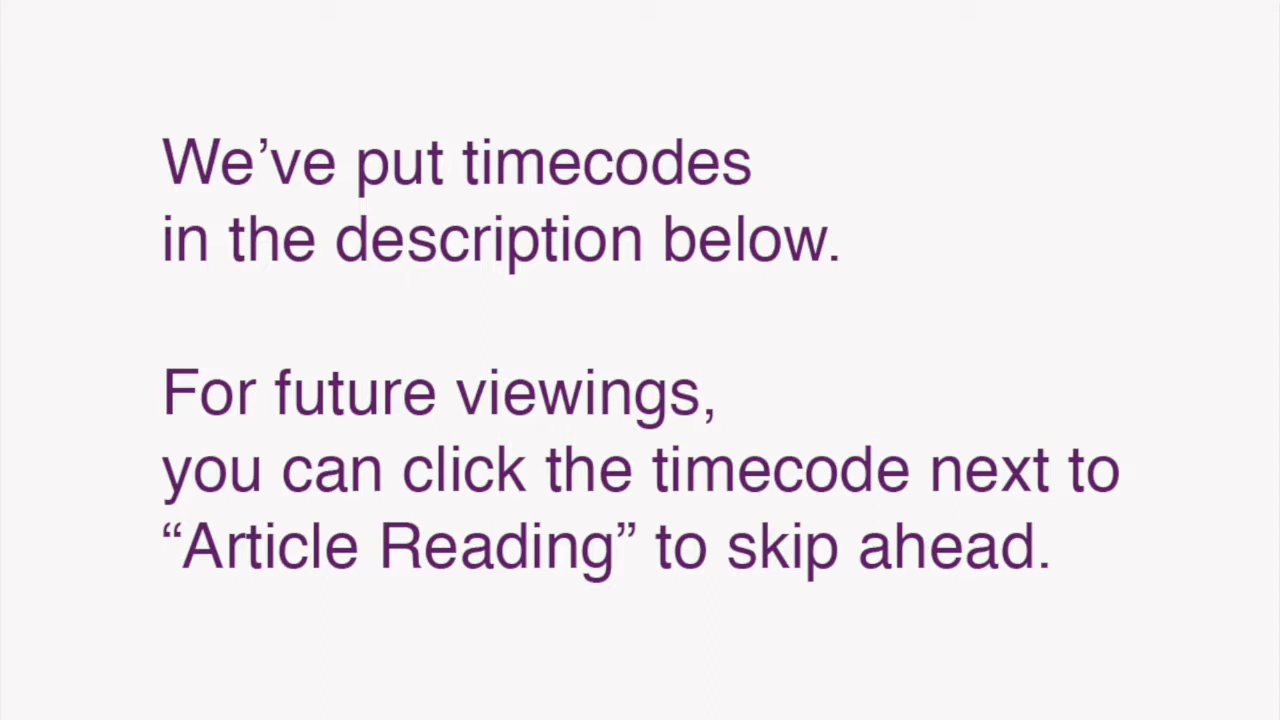 We’ve put timecodes
in the description below.
For future viewings,
you can click the timecode next to
“Article Reading” to skip ahead.